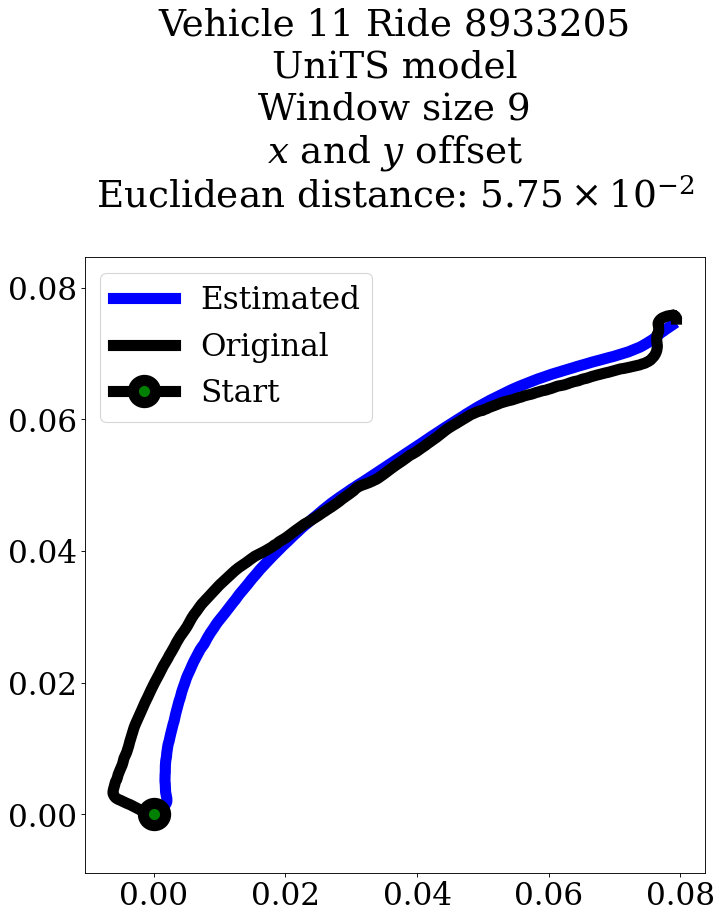 Vehicle 11 Ride 8933205
UniTS model
Window size 9
x and y offset
Euclidean distance: 5.75 × 10⁻²
0.08
0.06
0.04
0.02
0.00
Estimated
Original
Start
0.00 0.02 0.04 0.06 0.08